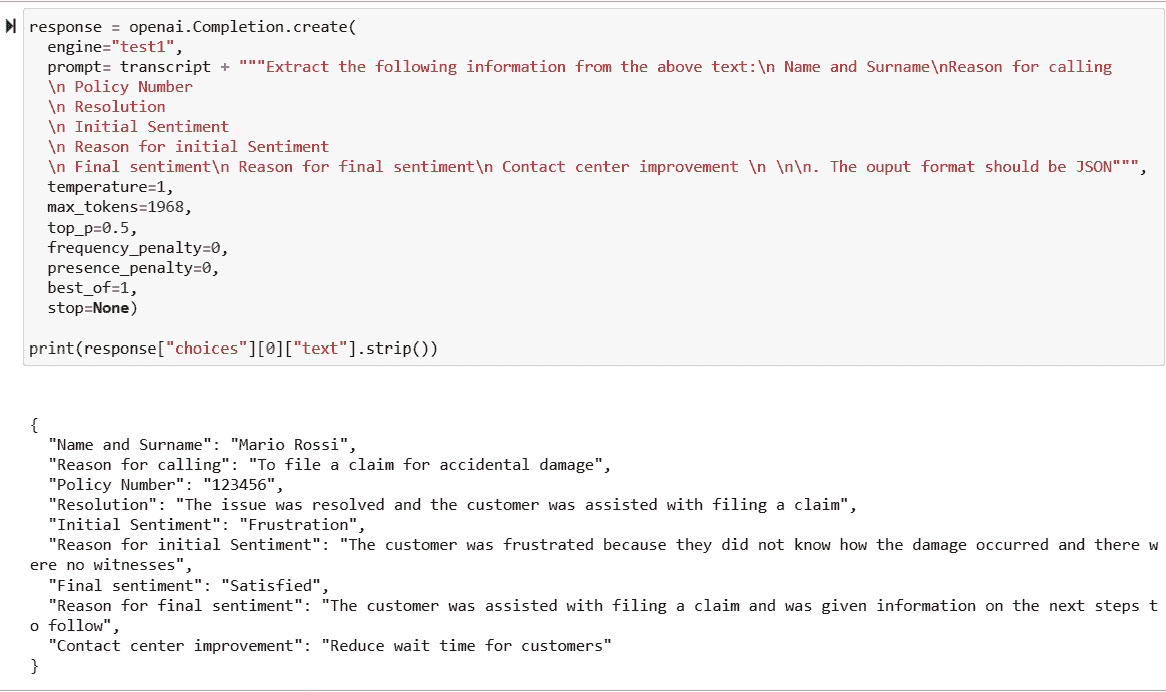 response = openai.Completion.create(
engine="test1",
prompt= transcript + """Extract the following information from the above text:\n Name and Surname\nReason for calling
\n Policy Number
\n Resolution
\n Initial Sentiment
\n Reason for initial Sentiment
\n Final sentiment\n Reason for final sentiment\n Contact center improvement \n \n\n. The ouput format should be JSON""",
temperature=1,
max_tokens=1968,
top_p=0.5,
frequency_penalty=0,
presence_penalty=0,
best_of=1,
stop=None)
print(response["choices"][0]["text"].strip())
{
"Name and Surname": "Mario Rossi",
"Reason for calling": "To file a claim for accidental damage",
"Policy Number": "123456",
"Resolution": "The issue was resolved and the customer was assisted with filing a claim",
"Initial Sentiment": "Frustration",
"Reason for initial Sentiment": "The customer was frustrated because they did not know how the damage occurred and there w
ere no witnesses",
"Final sentiment": "Satisfied",
"Reason for final sentiment": "The customer was assisted with filing a claim and was given information on the next steps t
o follow",
"Contact center improvement": "Reduce wait time for customers"
}